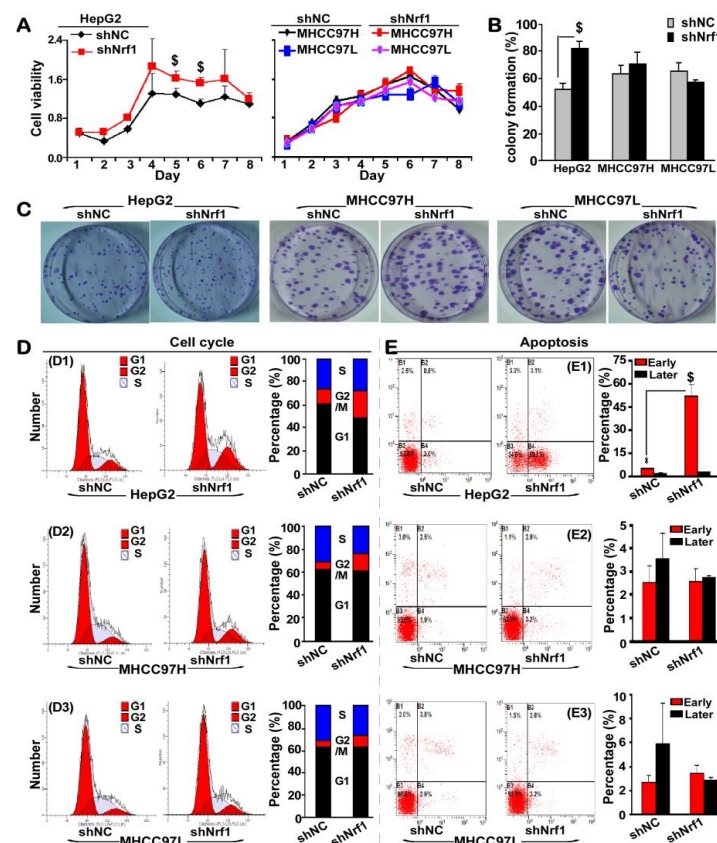 A
HepG2
shNC
shNrf1
$ $
Cell viability
2.4
1.6
1.2
0.0
1 2 3 4 5 6 7 8
Day
shNC shNrf1
MHCC97H MHCC97H
MHCC97L MHCC97L
1 2 3 4 5 6 7 8
Day
B
shNC
shNrf1
$
colony formation (%)
100
80
60
40
20
0
HepG2 MHCC97H MHCC97L
C
HepG2 MHCC97H MHCC97L
shNC shNrf1 shNC shNrf1 shNC shNrf1
D
Cell cycle
(D1)
G1 G1
G2 G2
S S
Number
shNC shNrf1
HepG2
Percentage (%)
100
80
60
40
20
0
S
G2
/M
G1
shNC
shNrf1
(D2)
G1 G1
G2 G2
S S
Number
shNC shNrf1
MHCC97H
Percentage (%)
100
80
60
40
20
0
S
G2
/M
G1
shNC
shNrf1
(D3)
G1 G1
G2 G2
S S
Number
shNC shNrf1
MHCC97L
Percentage (%)
100
80
60
40
20
0
S
G2
/M
G1
shNC
shNrf1
E
Apoptosis
(E1)
B1 B2 B1 B2
2.5% 0.8% 3.3% 3.1%
B3 B4 B3 B4
shNC shNrf1
HepG2
Percentage (%)
75
60
45
30
15
0
Early
Later
$
shNC shNrf1
(E2)
B1 B2 B1 B2
3.0% 2.5% 1.1% 2.8%
B3 B4 B3 B4
1.9% 3.2%
shNC shNrf1
MHCC97H
Percentage (%)
5
4
3
2
1
0
Early
Later
shNC shNrf1
(E3)
B1 B2 B1 B2
3.0% 3.8% 1.5% 2.8%
B3 B4 B3 B4
2.9% 3.2%
shNC shNrf1
MHCC97L
Percentage (%)
10
8
6
4
2
0
Early
Later
shNC shNrf1